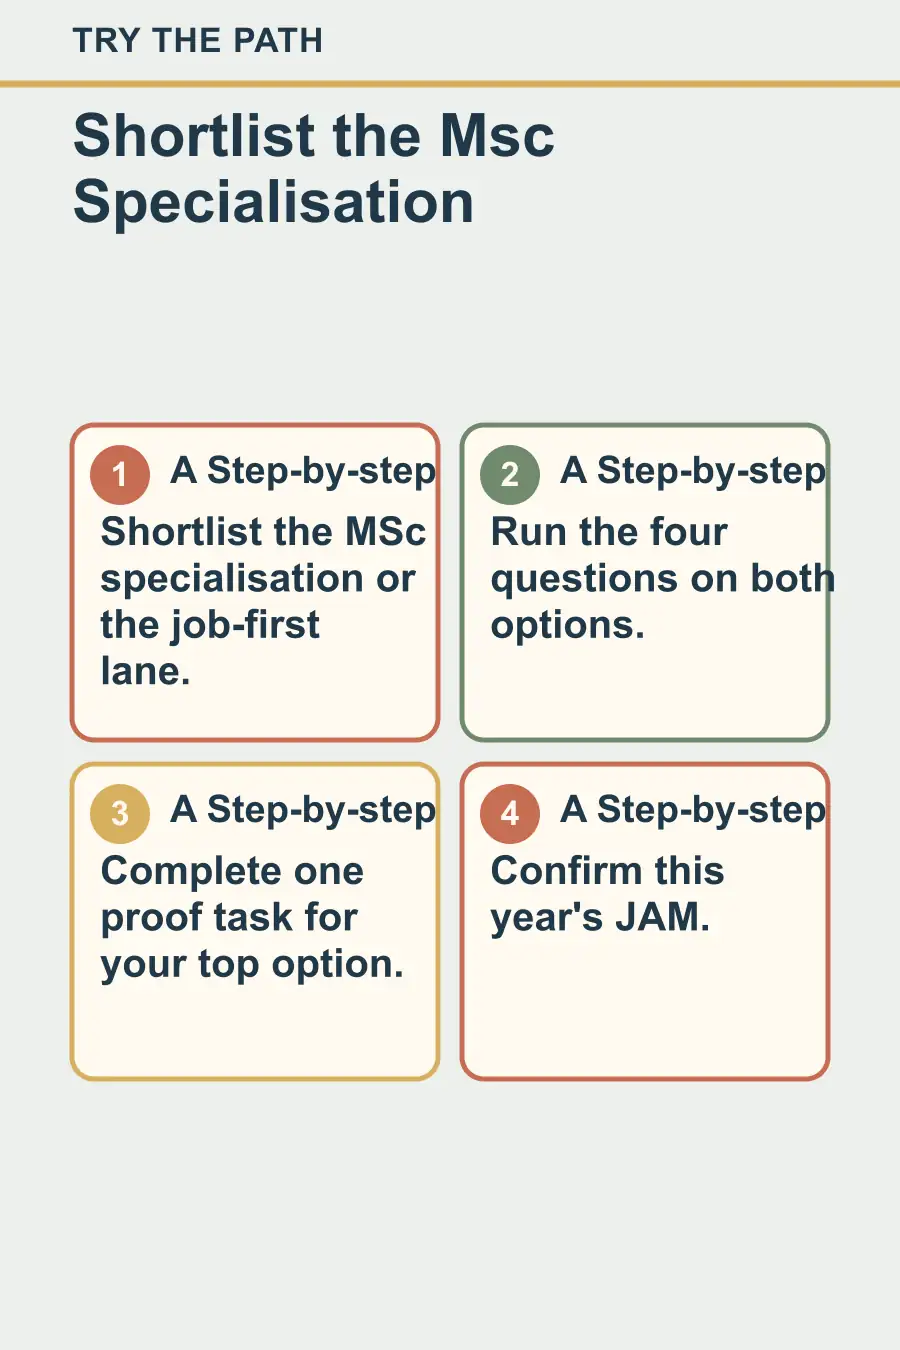 TRY THE PATH
Shortlist the Msc
Specialisation
1
A Step-by-step
Shortlist the MSc
specialisation or
the job-first
lane.
2
A Step-by-step
Run the four
questions on both
options.
3
A Step-by-step
Complete one
proof task for
your top option.
4
A Step-by-step
Confirm this
year's JAM.